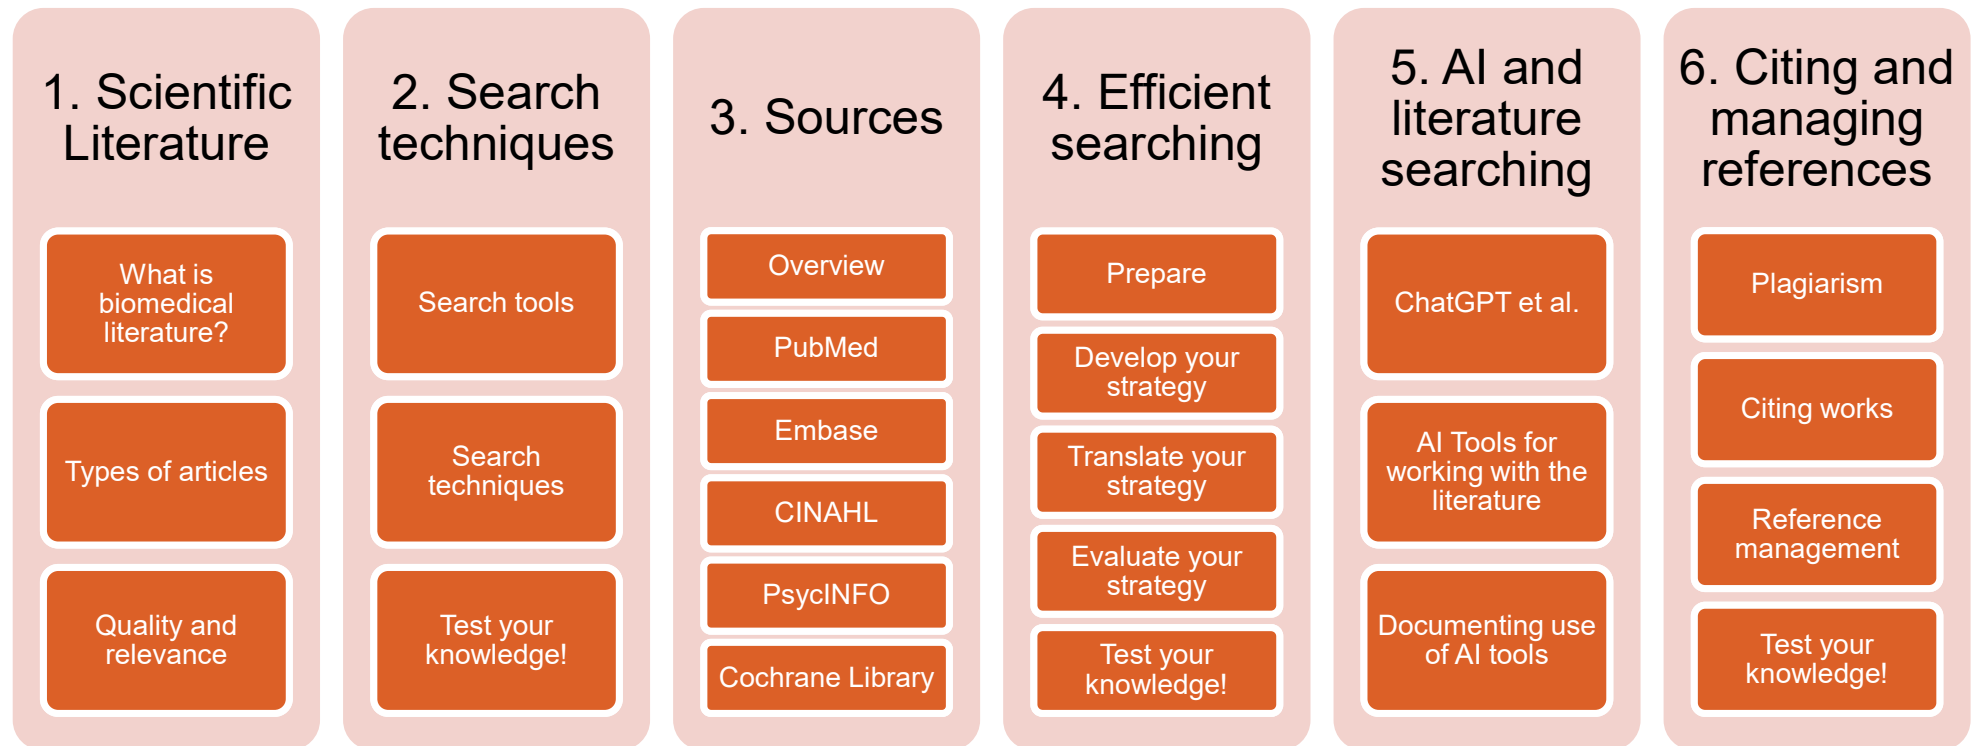 1. Scientific
Literature
What is
biomedical
literature?
Types of articles
Quality and
relevance
2. Search
techniques
Search tools
Search
techniques
Test your
knowledge!
3. Sources
Overview
PubMed
Embase
CINAHL
PsycINFO
Cochrane Library
4. Efficient
searching
Prepare
Develop your
strategy
Translate your
strategy
Evaluate your
strategy
Test your
knowledge!
5. AI and
literature
searching
ChatGPT et al.
AI Tools for
working with the
literature
Documenting use
of AI tools
6. Citing and
managing
references
Plagiarism
Citing works
Reference
management
Test your
knowledge!